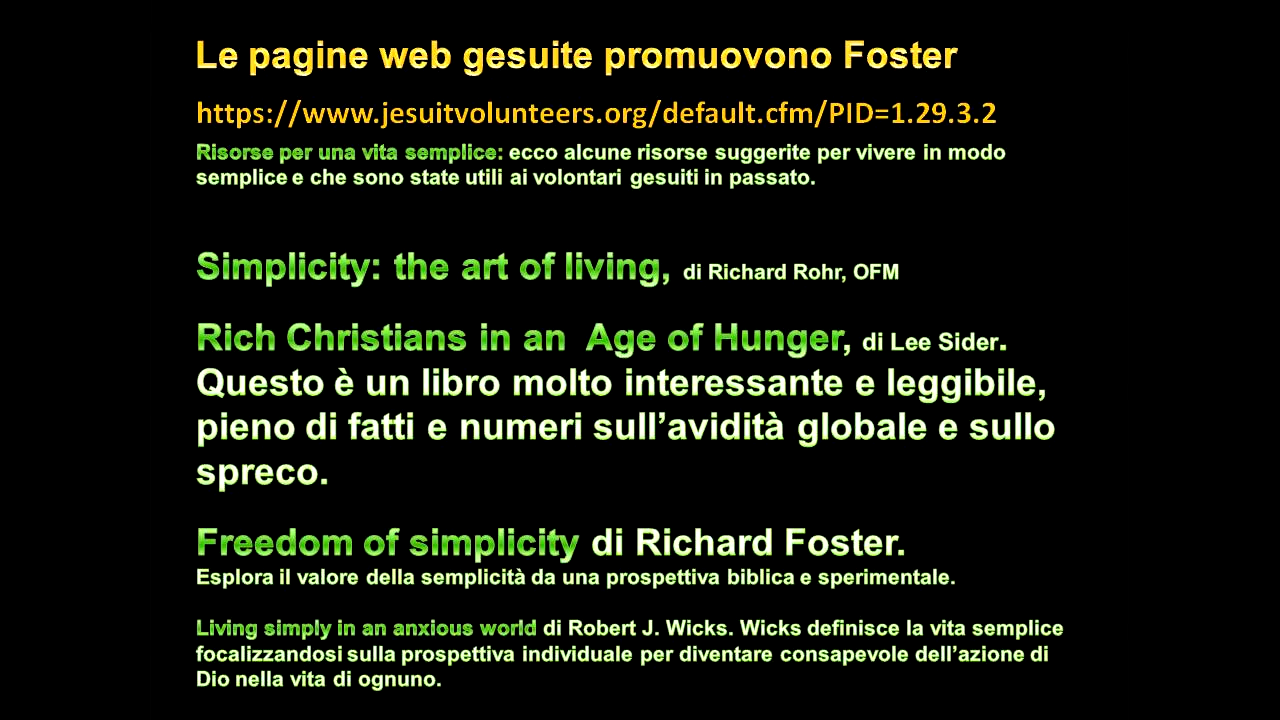 Le pagine web gesuite promuovono Foster
https://www.jesuitvolunteers.org/default.cfm/PID=1.29.3.2
Risorse per una vita semplice: ecco alcune risorse suggerite per vivere in modo
semplice e che sono state utili ai volontari gesuiti in passato.
Simplicity: the art of living, di Richard Rohr, OFM
Rich Christians in an Age of Hunger, di Lee Sider.
Questo è un libro molto interessante e leggibile,
pieno di fatti e numeri sull’avidità globale e sullo
spreco.
Freedom of simplicity di Richard Foster.
Esplora il valore della semplicità da una prospettiva biblica e sperimentale.
Living simply in an anxious world di Robert J. Wicks. Wicks definisce la vita semplice
focalizzandosi sulla prospettiva individuale per diventare consapevole dell’azione di
Dio nella vita di ognuno.